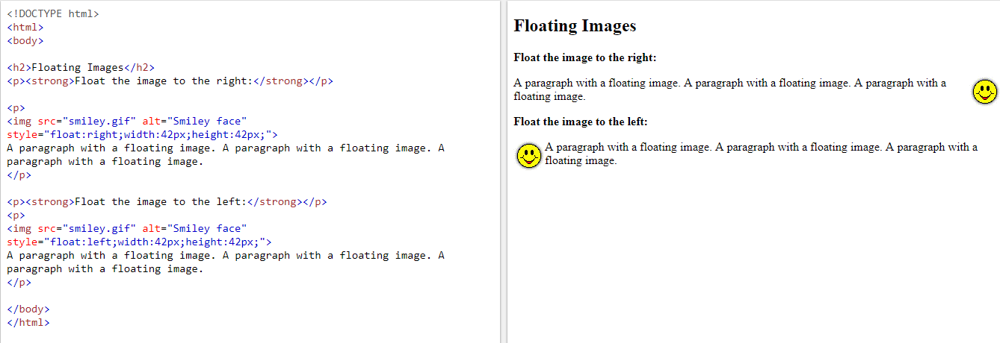 <!DOCTYPE html>
<html>
<body>
<h2>Floating Images</h2>
<p><strong>Float the image to the right:</strong></p>
<p>
<img src="smiley.gif" alt="Smiley face"
style="float:right;width:42px;height:42px;">
A paragraph with a floating image. A paragraph with a floating image. A
paragraph with a floating image.
</p>
<p><strong>Float the image to the left:</strong></p>
<p>
<img src="smiley.gif" alt="Smiley face"
style="float:left;width:42px;height:42px;">
A paragraph with a floating image. A paragraph with a floating image. A
paragraph with a floating image.
</p>
</body>
</html>
Floating Images
Float the image to the right:
A paragraph with a floating image. A paragraph with a floating image. A paragraph with a
floating image.
Float the image to the left:
A paragraph with a floating image. A paragraph with a floating image. A paragraph with a
floating image.